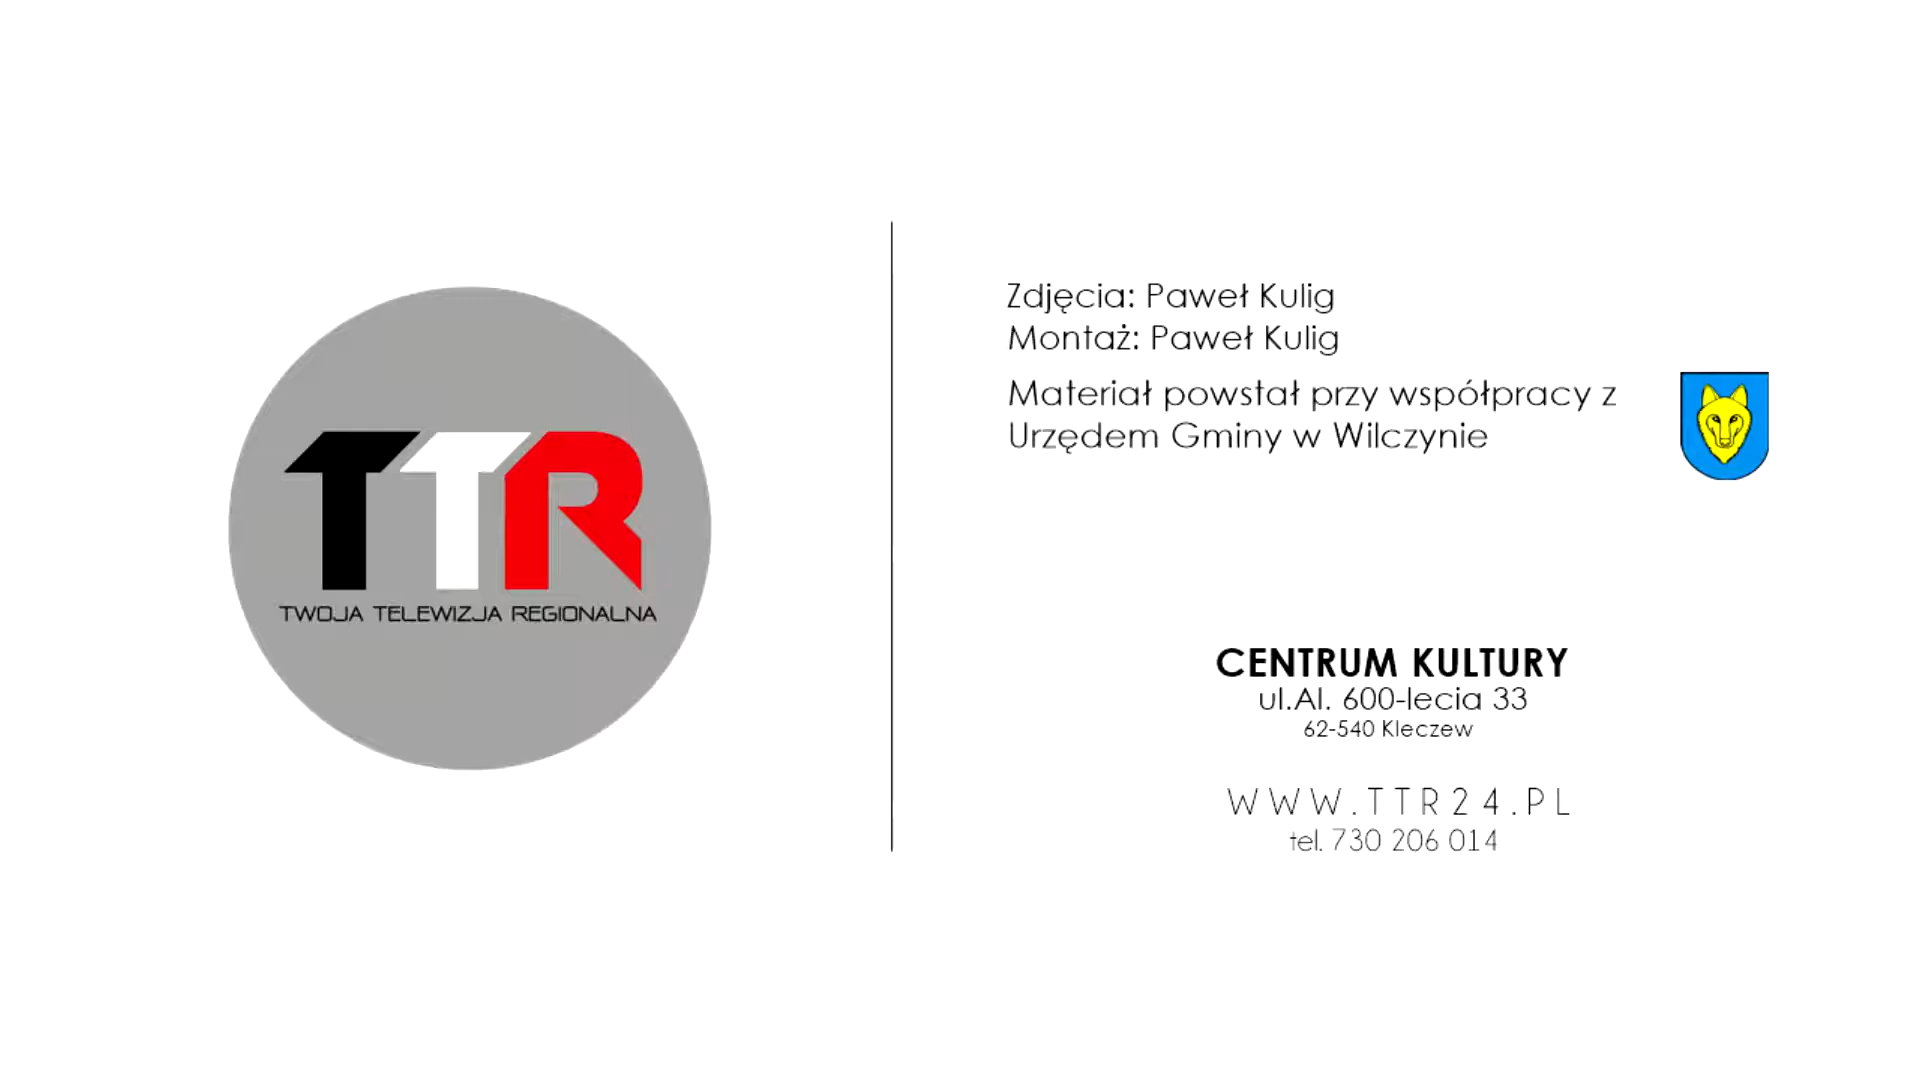 TTR
TWOJA TELEWIZJA REGIONALNA
Zdjęcia: Paweł Kulig
Montaż: Paweł Kulig
Materiał powstał przy współpracy z
Urzędem Gminy w Wilczynie
CENTRUM KULTURY
ul.Al. 600-lecia 33
62-540 Kleczew
WWW.TTR24.PL
tel. 730 206 014